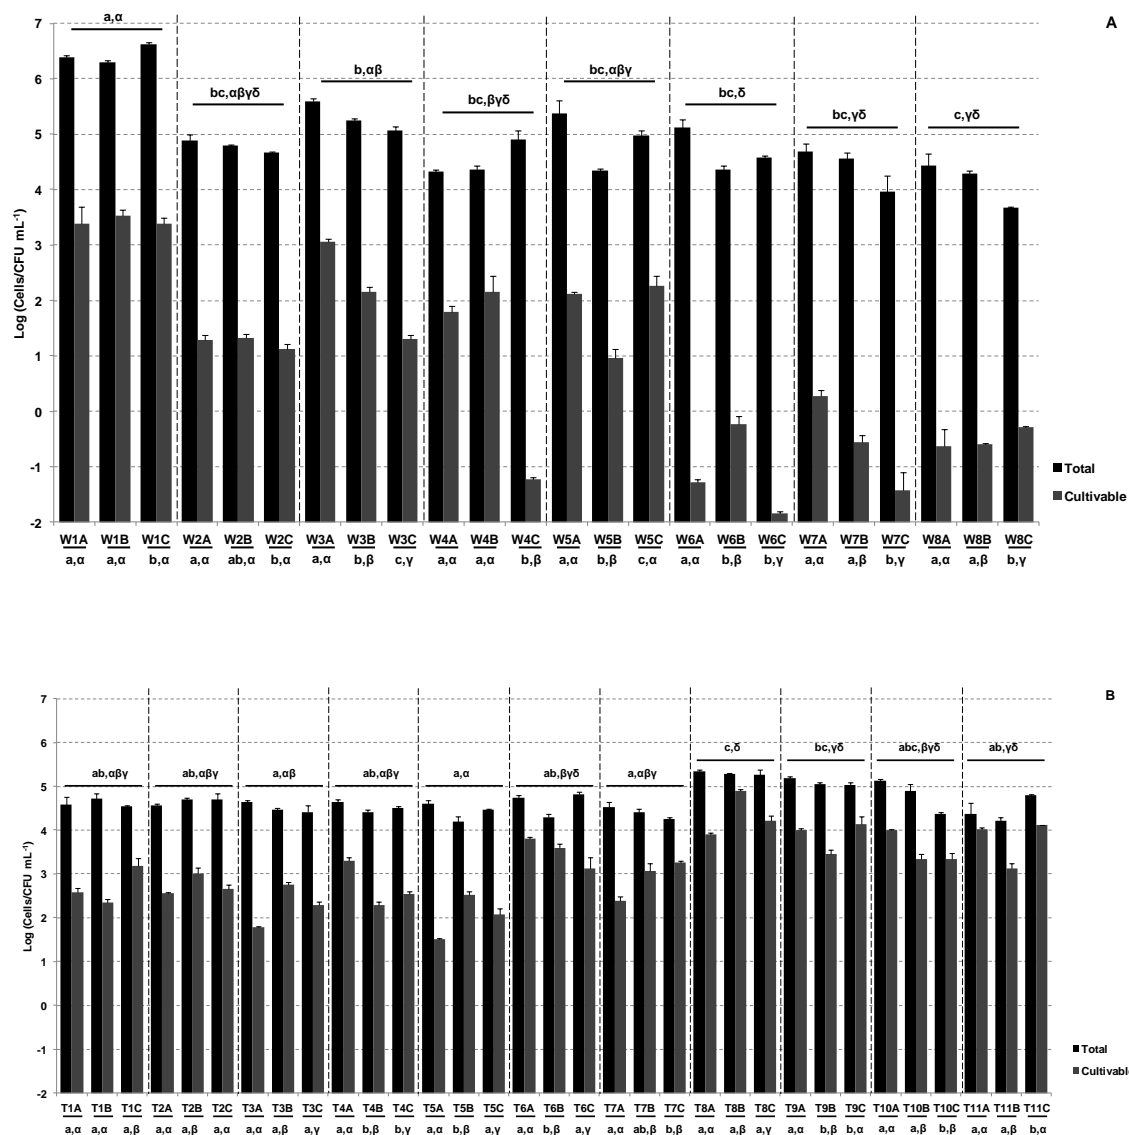 A
7
6
5
4
3
2
1
0
-1
-2
Log (Cells/CFU mL-1)
a,α
bc,αβγδ
b,αβ
bc,βγδ
bc,αβγ
bc,δ
bc,γδ
c,γδ
Total
Cultivable
W1A W1B W1C W2A W2B W2C W3A W3B W3C W4A W4B W4C W5A W5B W5C W6A W6B W6C W7A W7B W7C W8A W8B W8C
a,α a,α b,α a,α ab,α b,α a,α b,β c,γ a,α a,α b,β a,α b,β c,α a,α b,β b,γ a,α a,β b,γ a,α a,β b,γ
B
7
6
5
4
3
2
1
0
-1
-2
Log (Cells/CFU mL-1)
ab,αβγ
ab,αβγ
a,αβ
ab,αβγ
a,α
ab,βγδ
a,αβγ
c,δ
bc,γδ
abc,βγδ
ab,γδ
Total
Cultivable
T1A T1B T1C T2A T2B T2C T3A T3B T3C T4A T4B T4C T5A T5B T5C T6A T6B T6C T7A T7B T7C T8A T8B T8C T9A T9B T9C T10A T10B T10C T11A T11B T11C
a,α a,α a,β a,α a,β a,α a,α a,β a,γ a,α b,β b,γ a,α b,β a,γ a,α b,β a,γ a,α ab,β b,β a,α a,β a,γ a,α b,β b,α a,α a,β b,β a,α a,β b,α